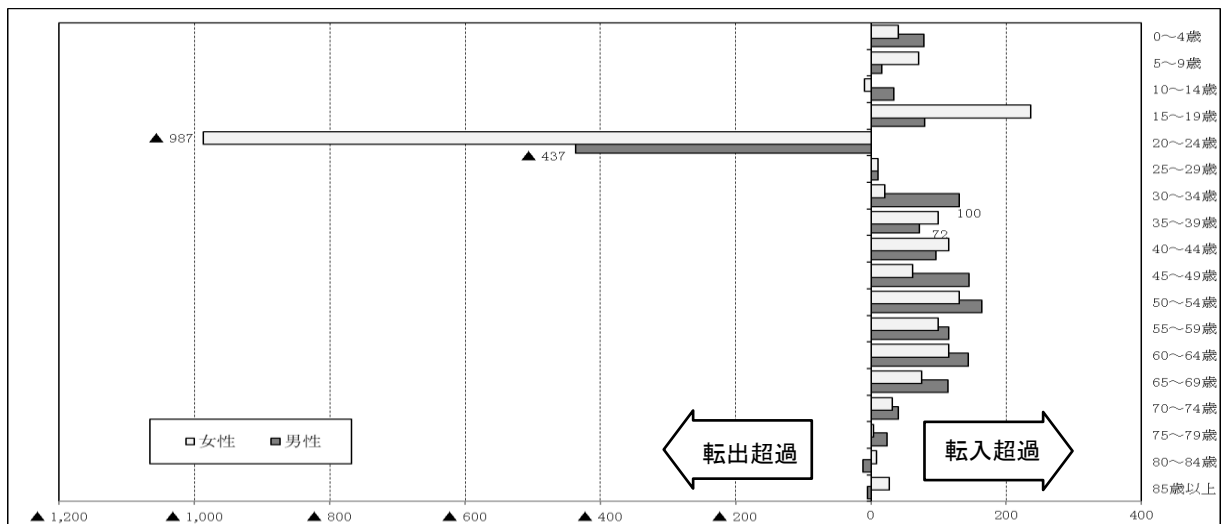 0～4歳
5～9歳
10～14歳
15～19歳
▲ 987
20～24歳
▲ 437
25～29歳
30～34歳
100
35～39歳
72
40～44歳
45～49歳
50～54歳
55～59歳
60～64歳
65～69歳
70～74歳
□女性 ■男性
転出超過
転入超過
75～79歳
80～84歳
85歳以上
▲ 1,200 ▲ 1,000 ▲ 800 ▲ 600 ▲ 400 ▲ 200 0 200 400